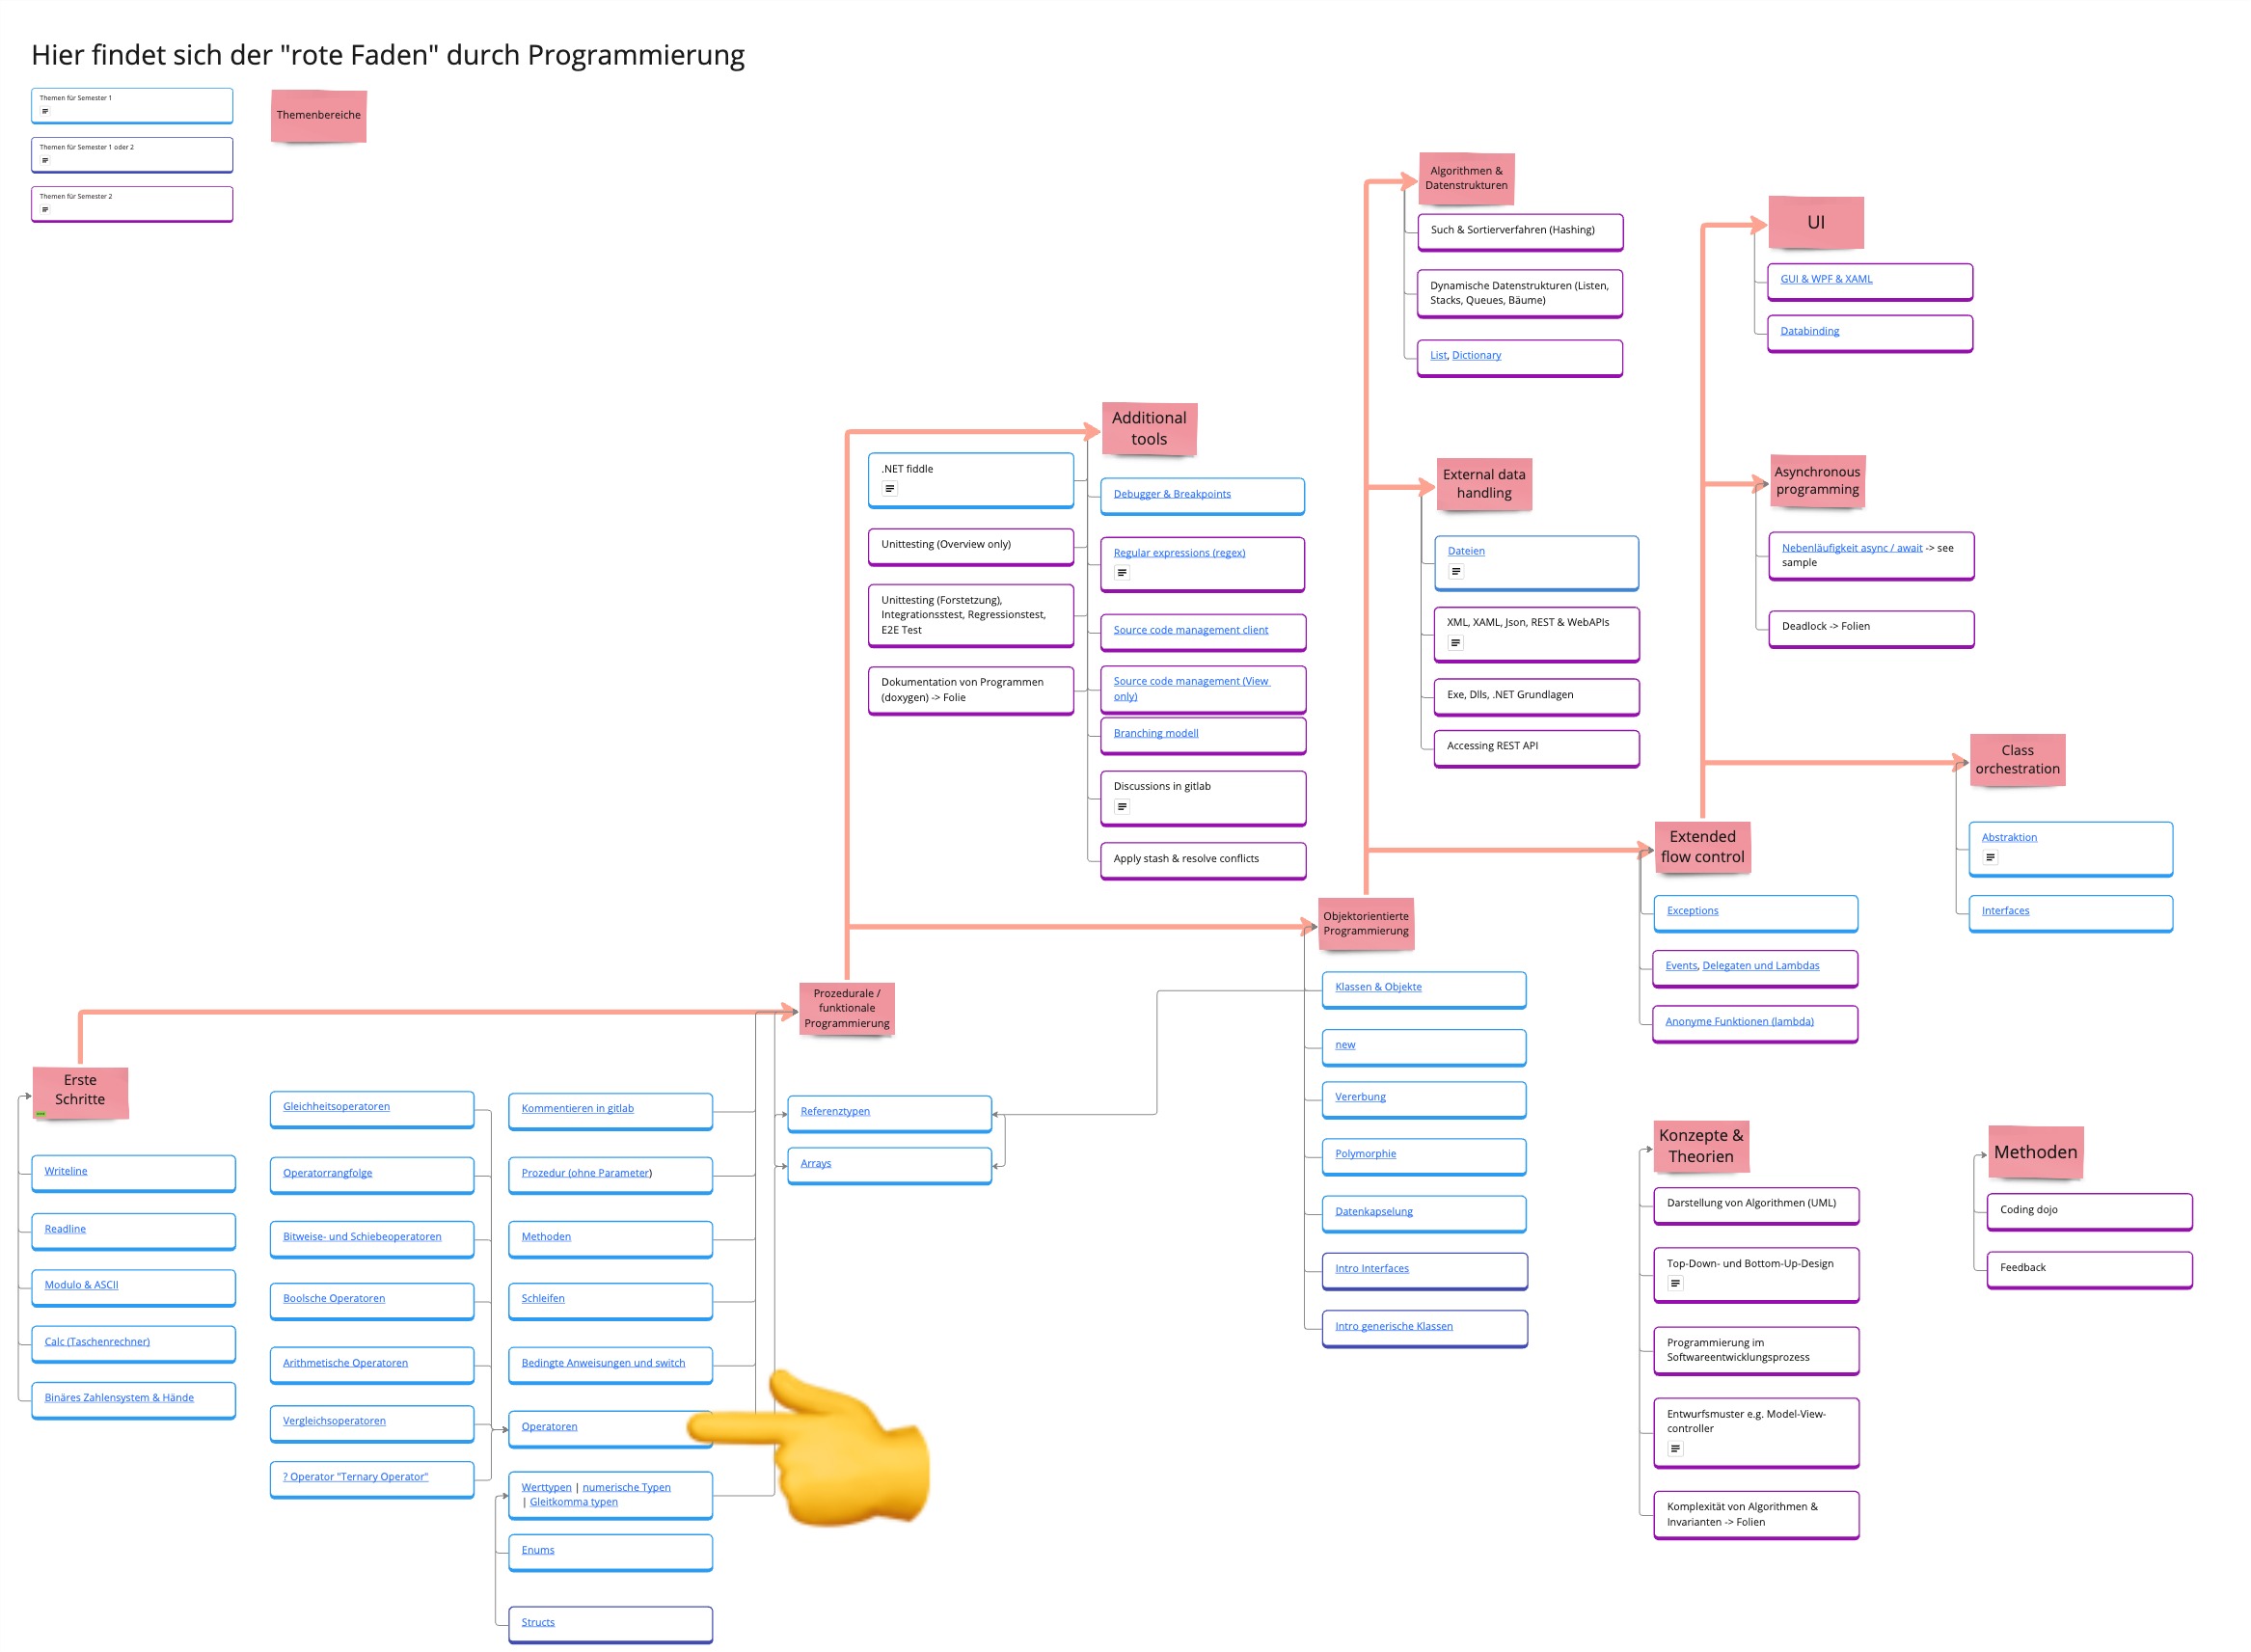 Hier findet sich der "rote Faden" durch Programmierung
Themen für Semester 1
Themen für Semester 1 oder 2
Themen für Semester 2
Themenbereiche
Erste
Schritte
Writeline
Readline
Modulo & ASCII
Calc (Taschenrechner)
Binäres Zahlensystem & Hände
Prozedurale /
funktionale
Programmierung
Gleichheitsoperatoren
Operatorrangfolge
Bitweise- und Schiebeoperatoren
Boolsche Operatoren
Arithmetische Operatoren
Vergleichsoperatoren
? Operator "Ternary Operator"
Kommentieren in gitlab
Prozedur (ohne Parameter)
Methoden
Schleifen
Bedingte Anweisungen und switch
Operatoren
Werttypen | numerische Typen
| Gleitkomma typen
Enums
Structs
Referenztypen
Arrays
Additional
tools
.NET fiddle
Unittesting (Overview only)
Unittesting (Forstetzung),
Integrationsstest, Regressionstest,
E2E Test
Dokumentation von Programmen
(doxygen) -> Folie
Debugger & Breakpoints
Regular expressions (regex)
Source code management client
Source code management (View
only)
Branching modell
Discussions in gitlab
Apply stash & resolve conflicts
Objektorientierte
Programmierung
Klassen & Objekte
new
Vererbung
Polymorphie
Datenkapselung
Intro Interfaces
Intro generische Klassen
Algorithmen &
Datenstrukturen
Such & Sortierverfahren (Hashing)
Dynamische Datenstrukturen (Listen,
Stacks, Queues, Bäume)
List, Dictionary
External data
handling
Dateien
XML, XAML, Json, REST & WebAPIs
Exe, Dlls, .NET Grundlagen
Accessing REST API
Extended
flow control
Exceptions
Events, Delegaten und Lambdas
Anonyme Funktionen (lambda)
UI
GUI & WPF & XAML
Databinding
Asynchronous
programming
Nebenläufigkeit async / await -> see
sample
Deadlock -> Folien
Class
orchestration
Abstraktion
Interfaces
Konzepte &
Theorien
Darstellung von Algorithmen (UML)
Top-Down- und Bottom-Up-Design
Programmierung im
Softwareentwicklungsprozess
Entwurfsmuster e.g. Model-View-
controller
Komplexität von Algorithmen &
Invarianten -> Folien
Methoden
Coding dojo
Feedback